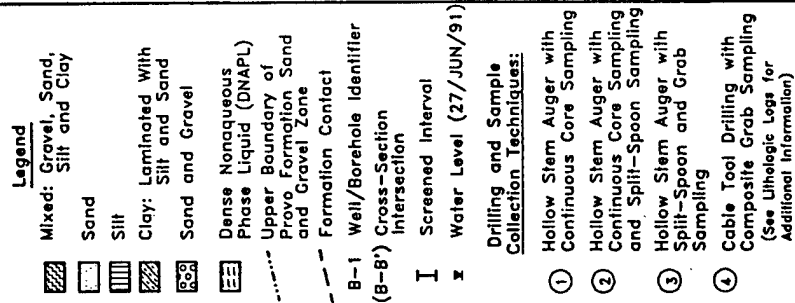 Legend
Mixed: Gravel, Sand,
Silt and Clay
Sand
Silt
Clay: Laminated With
Silt and Sand
Sand and Gravel
Dense Nonaqueous
Phase Liquid (DNAPL)
Upper Boundary of
Provo Formation Sand
and Gravel Zone
Formation Contact
B-1 Well/Borehole Identifier
(B-B') Cross-Section
Intersection
Screened Interval
Water Level (27/JUN/91)
Drilling and Sample
Collection Techniques:
1 Hollow Stem Auger with
Continuous Core Sampling
2 Hollow Stem Auger with
Continuous Core Sampling
and Split-Spoon Sampling
3 Hollow Stem Auger with
Split-Spoon and Grab
Sampling
4 Cable Tool Drilling with
Composite Grab Sampling
(See Lithologic Logs for
Additional Information)